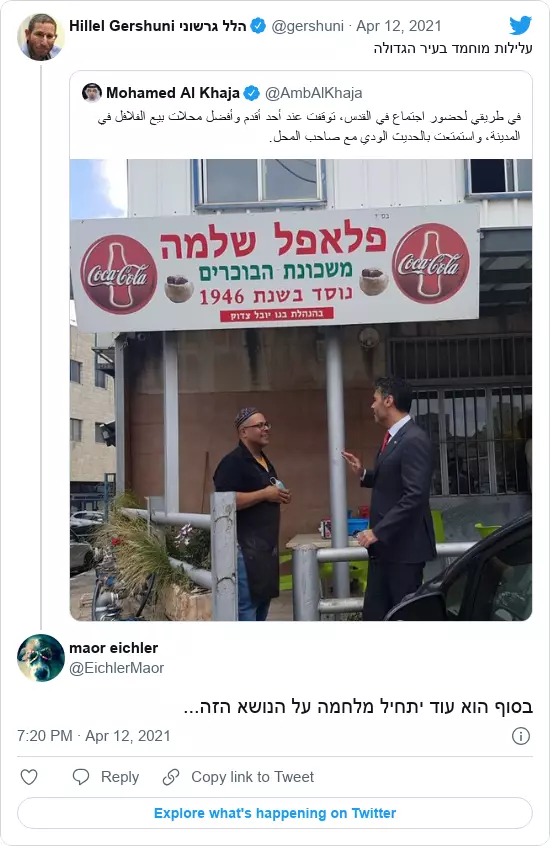 Hillel Gershuni הלל גרשוני @gershuni · Apr 12, 2021
עלילות מוחמד בעיר הגדולה
Mohamed Al Khaja @AmbAlKhaja
في طريقي لحضور اجتماع في القدس، توقفت عند أحد أقدم وأفضل محلات بيع الفلافل في
المدينة، واستمتعت بالحديث الودي مع صاحب المحل.
בס"ד
פלאפל שלמה
משכונת הבוכרים
נוסד בשנת 1946
בהנהלת בנו יובל צדוק
Coca-Cola
Coca-Cola
maor eichler
@EichlerMaor
בסוף הוא עוד יתחיל מלחמה על הנושא הזה...
7:20 PM · Apr 12, 2021
Reply
Copy link to Tweet
Explore what's happening on Twitter